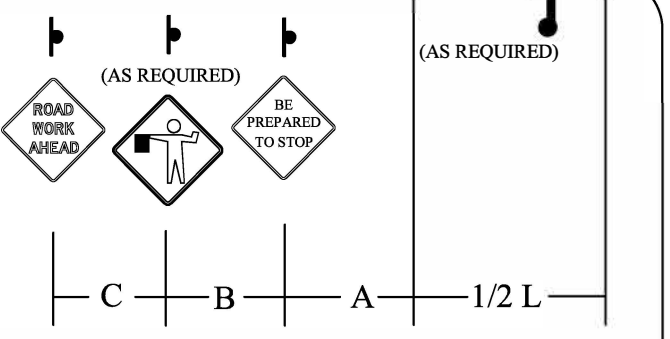 (AS REQUIRED)
(AS REQUIRED)
ROAD
WORK
AHEAD
BE
PREPARED
TO STOP
C
B
A
1/2 L